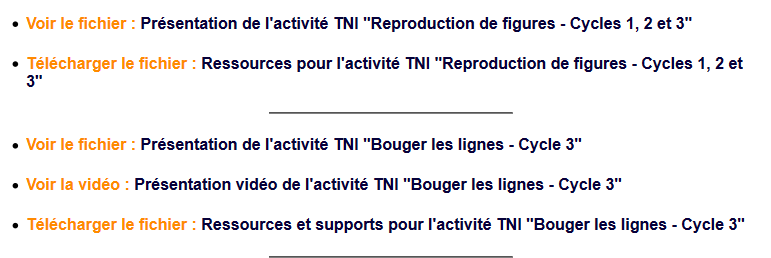 Voir le fichier : Présentation de l'activité TNI "Reproduction de figures - Cycles 1, 2 et 3"
Télécharger le fichier : Ressources pour l'activité TNI "Reproduction de figures - Cycles 1, 2 et
3"
Voir le fichier : Présentation de l'activité TNI "Bouger les lignes - Cycle 3"
Voir la vidéo : Présentation vidéo de l'activité TNI "Bouger les lignes - Cycle 3"
Télécharger le fichier : Ressources et supports pour l'activité TNI "Bouger les lignes - Cycle 3"